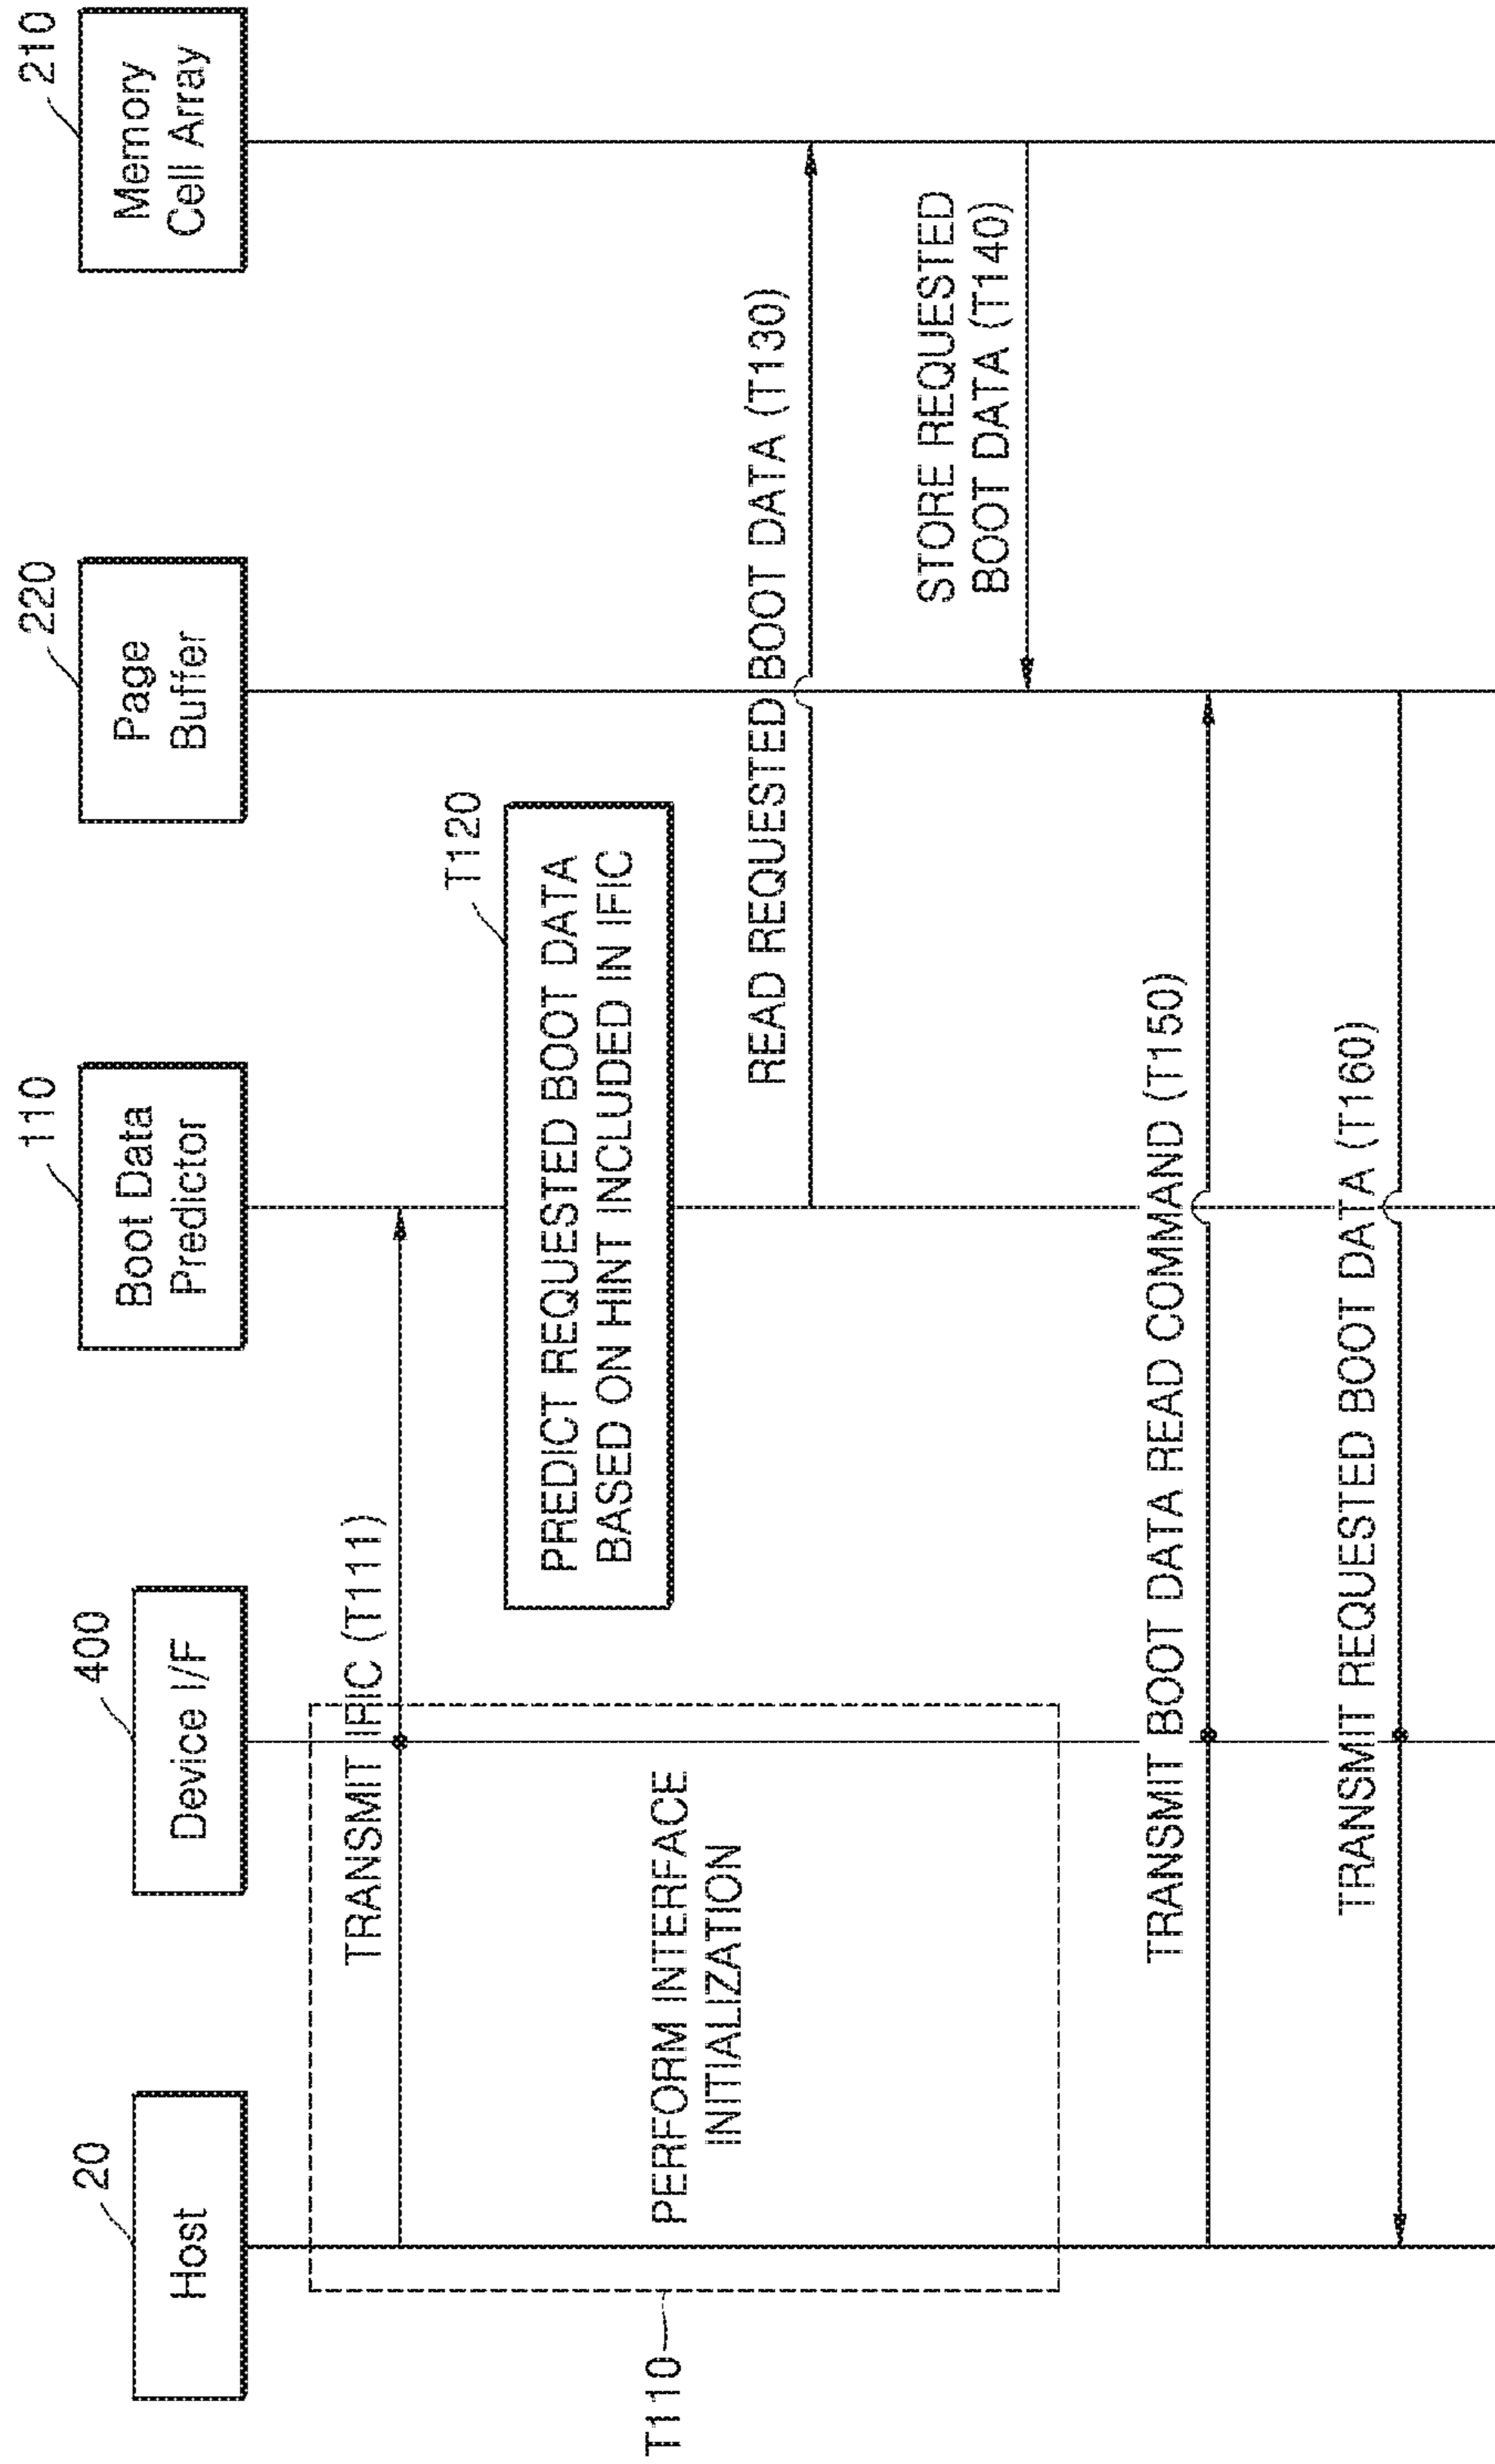 20
Host
400
Device I/F
110
Boot Data
Predictor
220
Page
Buffer
210
Memory
Cell Array
TRANSMIT IFIC (T111)
T120
PREDICT REQUESTED BOOT DATA
BASED ON HINT INCLUDED IN IFIC
T110
PERFORM INTERFACE
INITIALIZATION
READ REQUESTED BOOT DATA (T130)
STORE REQUESTED
BOOT DATA (T140)
TRANSMIT BOOT DATA READ COMMAND (T150)
TRANSMIT REQUESTED BOOT DATA (T160)